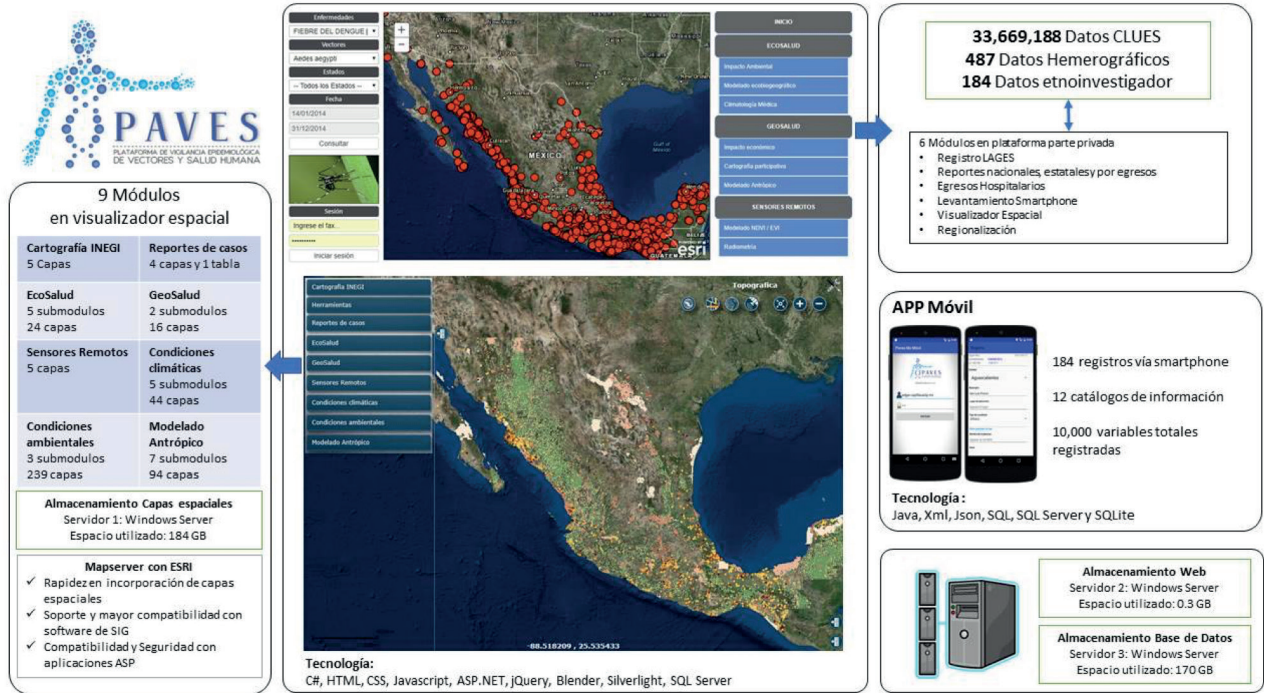 PAVES
PLATAFORMA DE VIGILANCIA EPIDEMIOLÓGICA
DE VECTORES Y SALUD HUMANA
9 Módulos
en visualizador espacial
Cartografía INEGI
5 Capas
Reportes de casos
4 capas y 1 tabla
EcoSalud
5 submodulos
24 capas
GeoSalud
2 submodulos
16 capas
Sensores Remotos
5 capas
Condiciones
climáticas
5 submodulos
44 capas
Condiciones
ambientales
3 submodulos
239 capas
Modelado
Antrópico
7 submodulos
94 capas
Almacenamiento Capas espaciales
Servidor 1: Windows Server
Espacio utilizado: 184 GB
Mapserver con ESRI
✓ Rapidez en incorporación de capas
espaciales
✓ Soporte y mayor compatibilidad con
software de SIG
✓ Compatibilidad y Seguridad con
aplicaciones ASP
Enfermedades
FIEBRE DEL DENGUE [
Vectores
Aedes aegypti
Estados
-- Todos los Estados --
Fecha
14/01/2014
31/12/2014
Consultar
Sesión
Ingrese el fax...
Iniciar sesión
+
−
MÉXICO
Gulf of
Mexico
esri
INICIO
ECOSALUD
Impacto Ambiental
Modelado ecobiogeográfico
Climatología Médica
GEOSALUD
Impacto económico
Cartografía participativa
Modelado Antrópico
SENSORES REMOTOS
Modelado NDVI / EVI
Radiometría
Cartografía INEGI
Herramientas
Reportes de casos
EcoSalud
GeoSalud
Sensores Remotos
Condiciones climáticas
Condiciones ambientales
Modelado Antrópico
Topografica
-88.518209 , 25.535433
Tecnología:
C#, HTML, CSS, Javascript, ASP.NET, jQuery, Blender, Silverlight, SQL Server
33,669,188 Datos CLUES
487 Datos Hemerográficos
184 Datos etnoinvestigador
6 Módulos en plataforma parte privada
• Registro LAGES
• Reportes nacionales, estatales y por egresos
• Egresos Hospitalarios
• Levantamiento Smartphone
• Visualizador Espacial
• Regionalización
APP Móvil
PAVES
Aguascalientes
184 registros vía smartphone
12 catálogos de información
10,000 variables totales
registradas
Tecnología :
Java, Xml, Json, SQL, SQL Server y SQLite
Almacenamiento Web
Servidor 2: Windows Server
Espacio utilizado: 0.3 GB
Almacenamiento Base de Datos
Servidor 3: Windows Server
Espacio utilizado: 170 GB